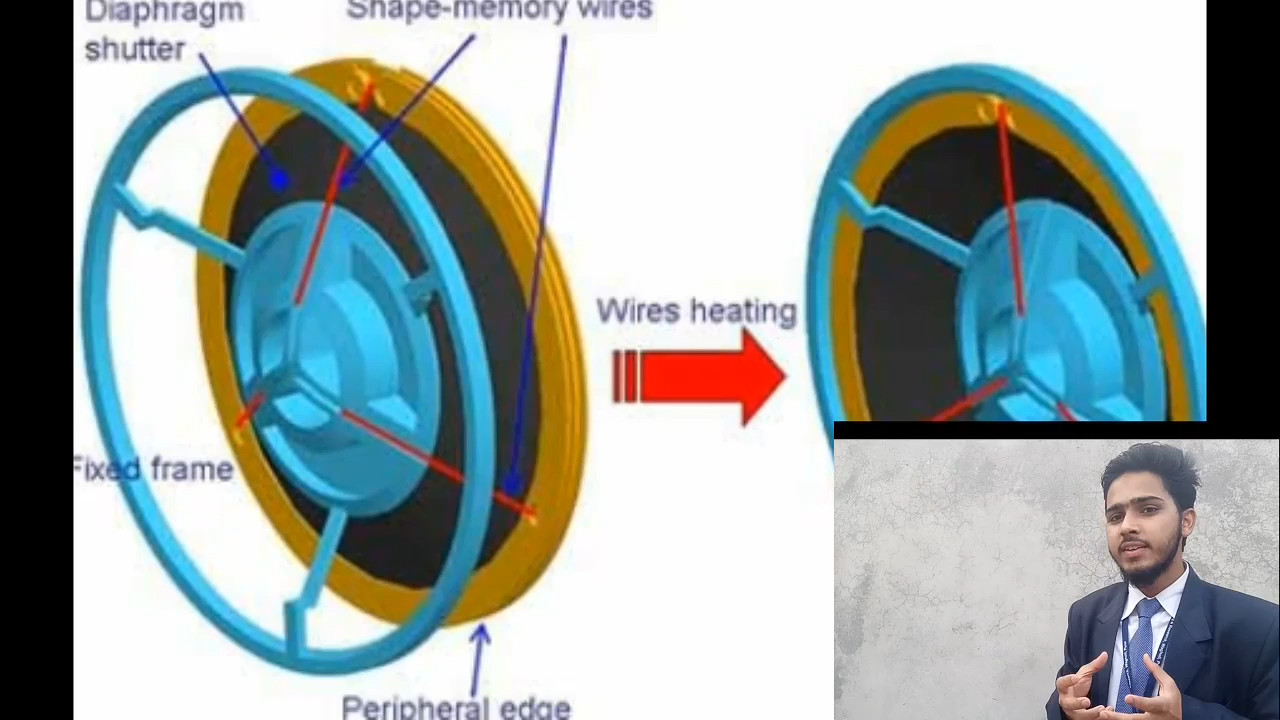 Diaphragm
shutter
Shape-memory wires
Wires heating
Fixed frame
Peripheral edge